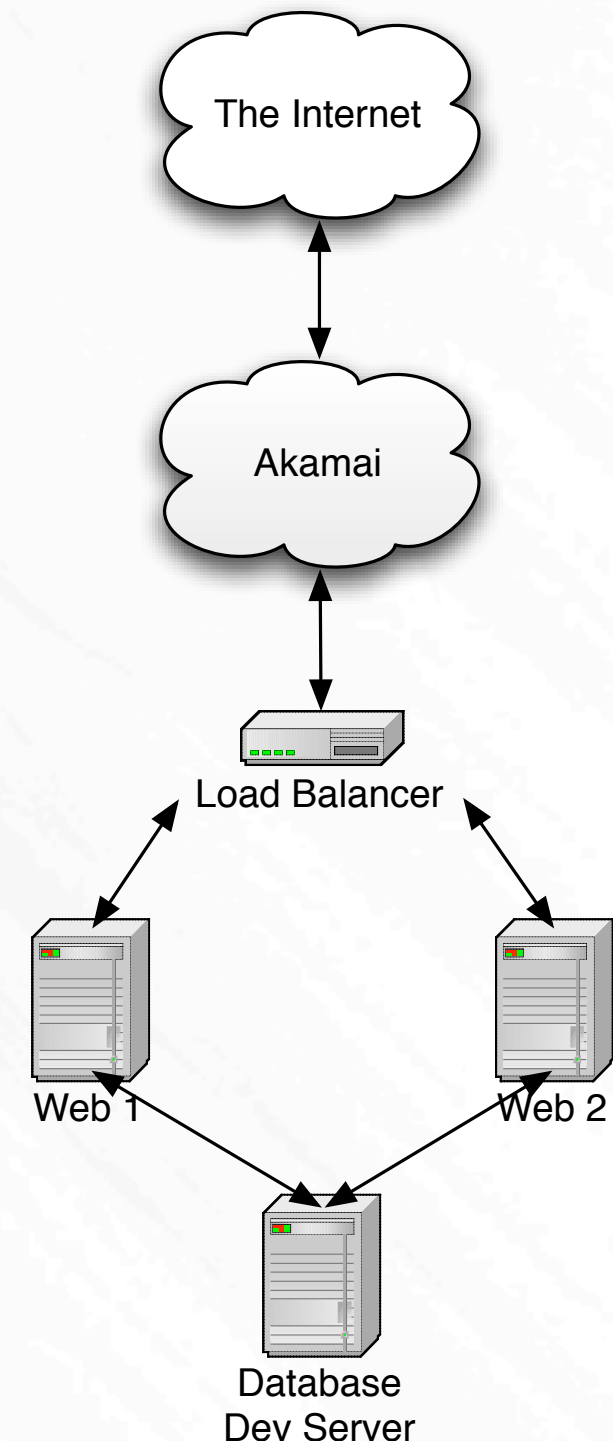 The Internet
Akamai
Load Balancer
Web 1
Web 2
Database
Dev Server